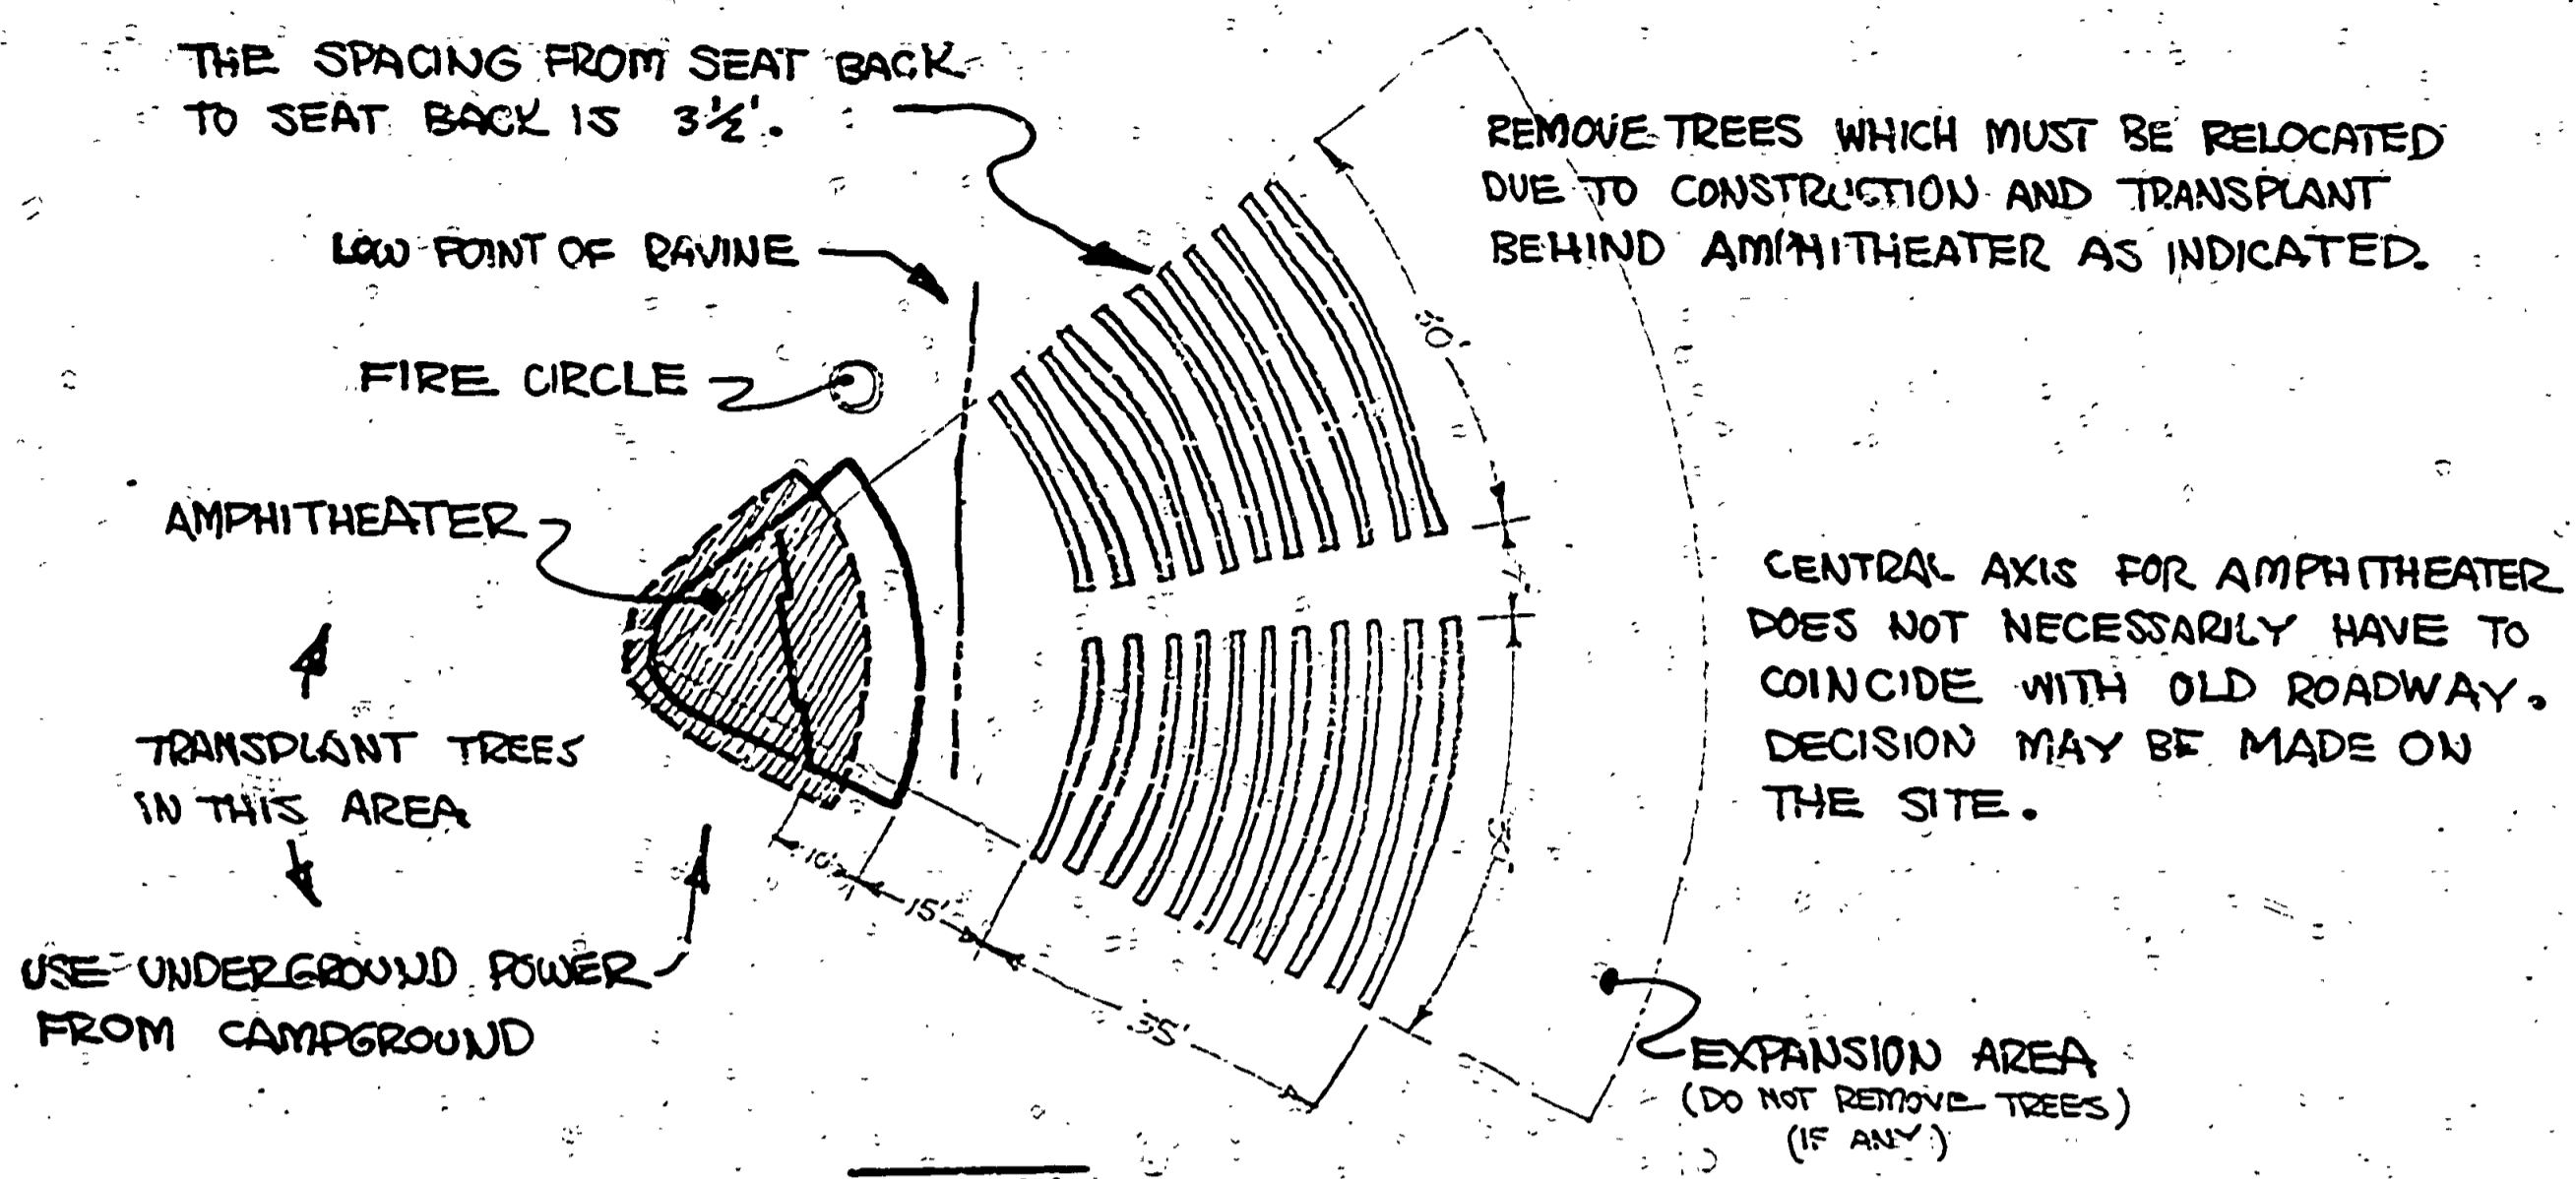 THE SPACING FROM SEAT BACK
TO SEAT BACK IS 3½'.
REMOVE TREES WHICH MUST BE RELOCATED
DUE TO CONSTRUCTION AND TRANSPLANT
BEHIND AMPHITHEATER AS INDICATED.
LOW POINT OF RAVINE
FIRE CIRCLE
AMPHITHEATER
CENTRAL AXIS FOR AMPHITHEATER
DOES NOT NECESSARILY HAVE TO
COINCIDE WITH OLD ROADWAY.
DECISION MAY BE MADE ON
THE SITE.
TRANSPLANT TREES
IN THIS AREA
USE UNDERGROUND POWER
FROM CAMPGROUND
10'
15'
35'
EXPANSION AREA
(DO NOT REMOVE TREES)
(IF ANY)